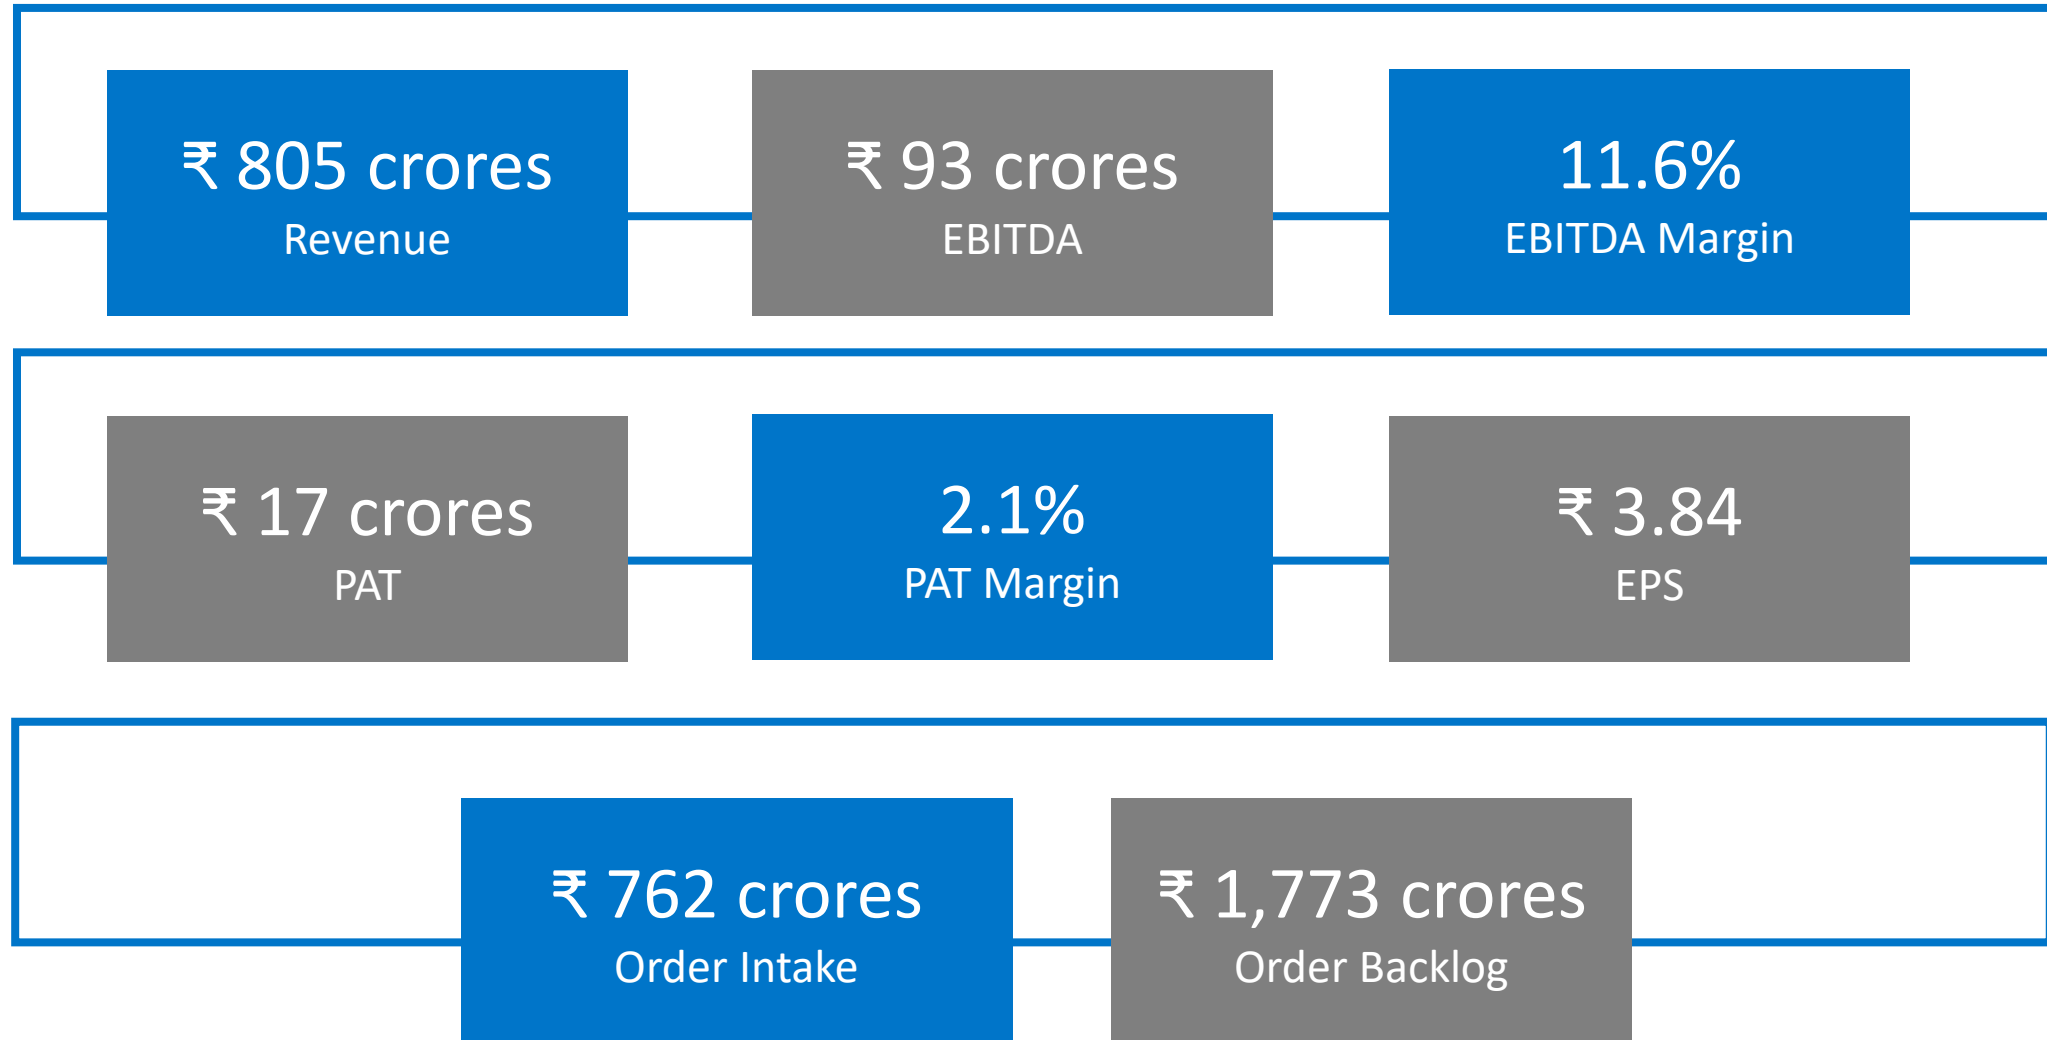 ₹ 805 crores
Revenue
₹ 93 crores
EBITDA
11.6%
EBITDA Margin
₹ 17 crores
PAT
2.1%
PAT Margin
₹ 3.84
EPS
₹ 762 crores
Order Intake
₹ 1,773 crores
Order Backlog